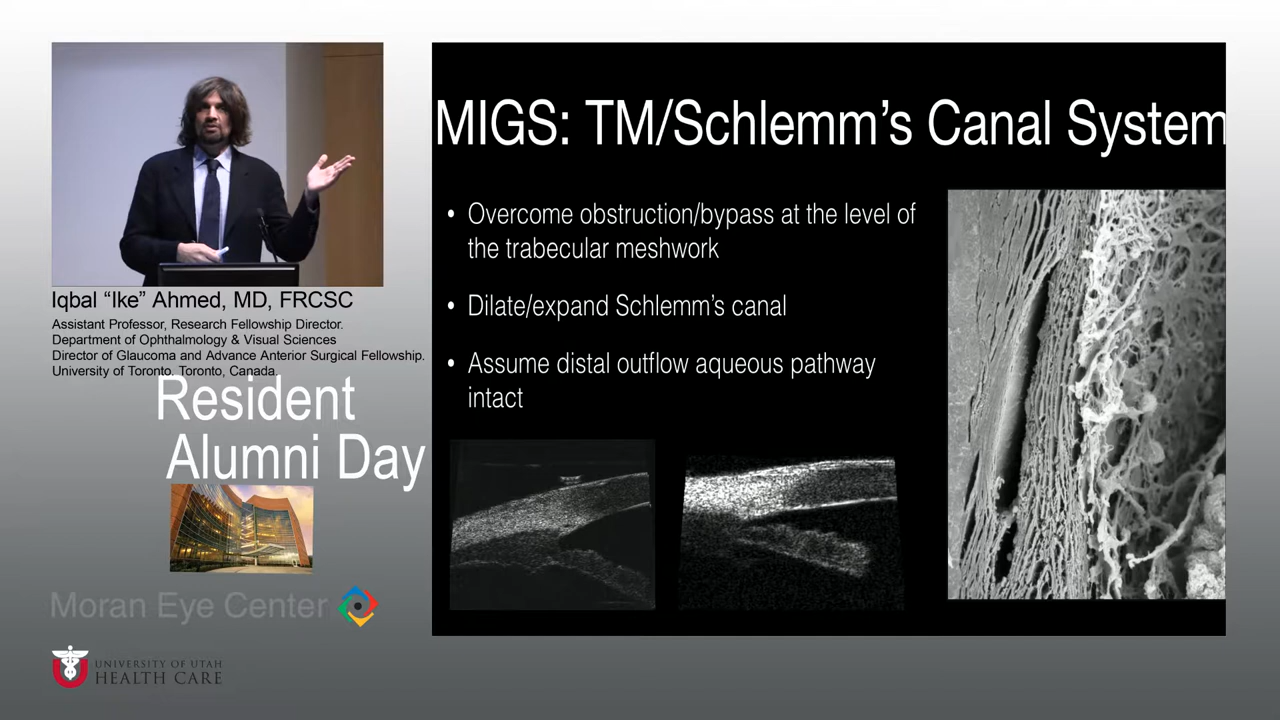 MIGS: TM/Schlemm's Canal System
• Overcome obstruction/bypass at the level of
the trabecular meshwork
• Dilate/expand Schlemm's canal
• Assume distal outflow aqueous pathway
intact
Iqbal “Ike” Ahmed, MD, FRCSC
Assistant Professor, Research Fellowship Director.
Department of Ophthalmology & Visual Sciences
Director of Glaucoma and Advance Anterior Surgical Fellowship.
University of Toronto. Toronto, Canada.
Resident
Alumni Day
Moran Eye Center
UNIVERSITY OF UTAH
HEALTH CARE